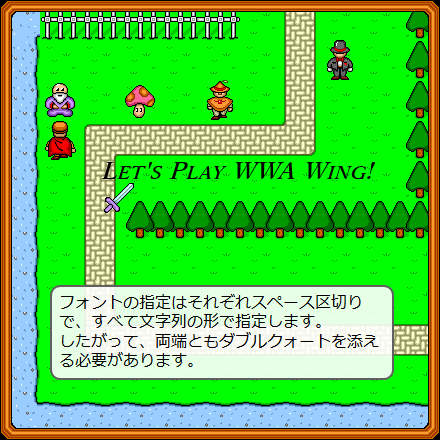 Let's Play WWA Wing!
フォントの指定はそれぞれスペース区切り
で、すべて文字列の形で指定します。
したがって、両端ともダブルクォートを添え
る必要があります。